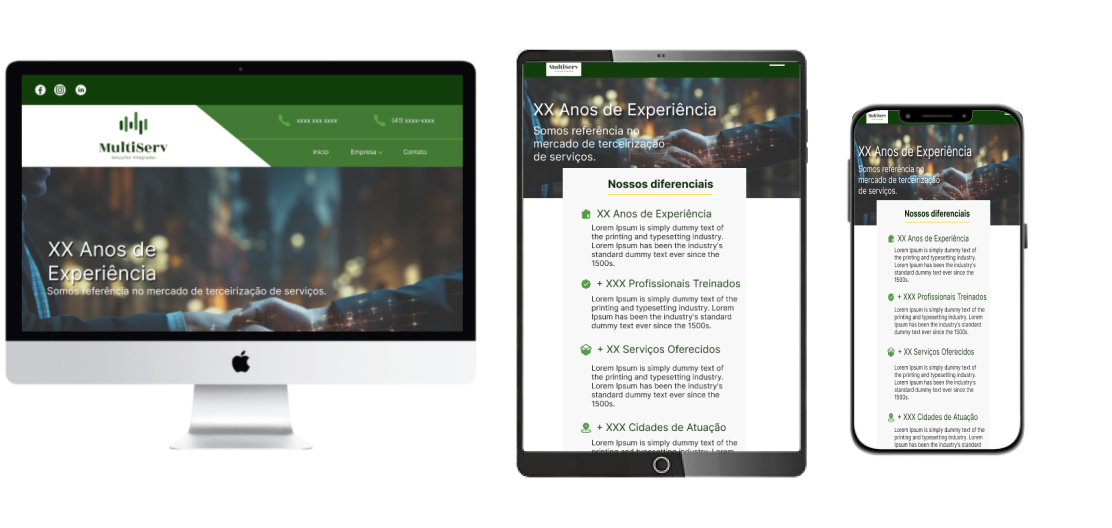 MultiServ
Soluções Integradas
xxxx xxx xxxx
(41) xxxx-xxxx
Início
Empresa
Contato
XX Anos de
Experiência
Somos referência no mercado de terceirização de serviços.
MultiServ
XX Anos de Experiência
Somos referência no
mercado de terceirização
de serviços.
Nossos diferenciais
XX Anos de Experiência
Lorem Ipsum is simply dummy text of
the printing and typesetting industry.
Lorem Ipsum has been the industry's
standard dummy text ever since the
1500s.
+ XXX Profissionais Treinados
Lorem Ipsum is simply dummy text of the
printing and typesetting industry. Lorem
Ipsum has been the industry's standard
dummy text ever since the 1500s.
+ XX Serviços Oferecidos
Lorem Ipsum is simply dummy text of
the printing and typesetting industry.
Lorem Ipsum has been the industry's
standard dummy text ever since the
1500s.
+ XXX Cidades de Atuação
Lorem Ipsum is simply dummy text of the
printing and typesetting industry. Lorem
MultiServ
XX Anos de Experiência
Somos referência no
mercado de terceirização
de serviços.
Nossos diferenciais
XX Anos de Experiência
Lorem Ipsum is simply dummy text of
the printing and typesetting industry.
Lorem Ipsum has been the industry's
standard dummy text ever since the
1500s.
+ XXX Profissionais Treinados
Lorem Ipsum is simply dummy text of the
printing and typesetting industry. Lorem
Ipsum has been the industry's standard
dummy text ever since the 1500s.
+ XX Serviços Oferecidos
Lorem Ipsum is simply dummy text of
the printing and typesetting industry.
Lorem Ipsum has been the industry's
standard dummy text ever since the
1500s.
+ XXX Cidades de Atuação
Lorem Ipsum is simply dummy text of the
printing and typesetting industry. Lorem
Ipsum has been the industry's standard